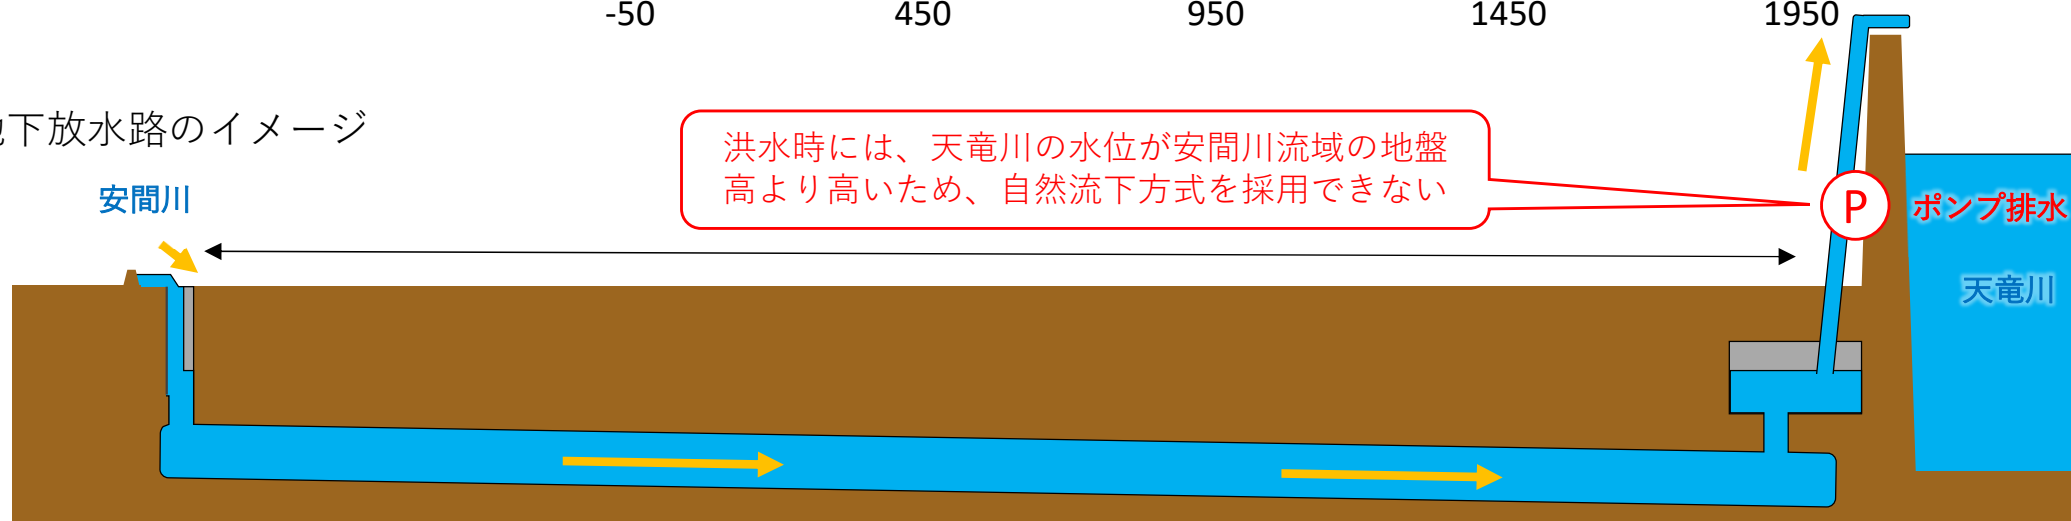 -50 450 950 1450 1950
下放水路のイメージ
洪水時には、天竜川の水位が安間川流域の地盤
高より高いため、自然流下方式を採用できない
安間川
P
ポンプ排水
天竜川